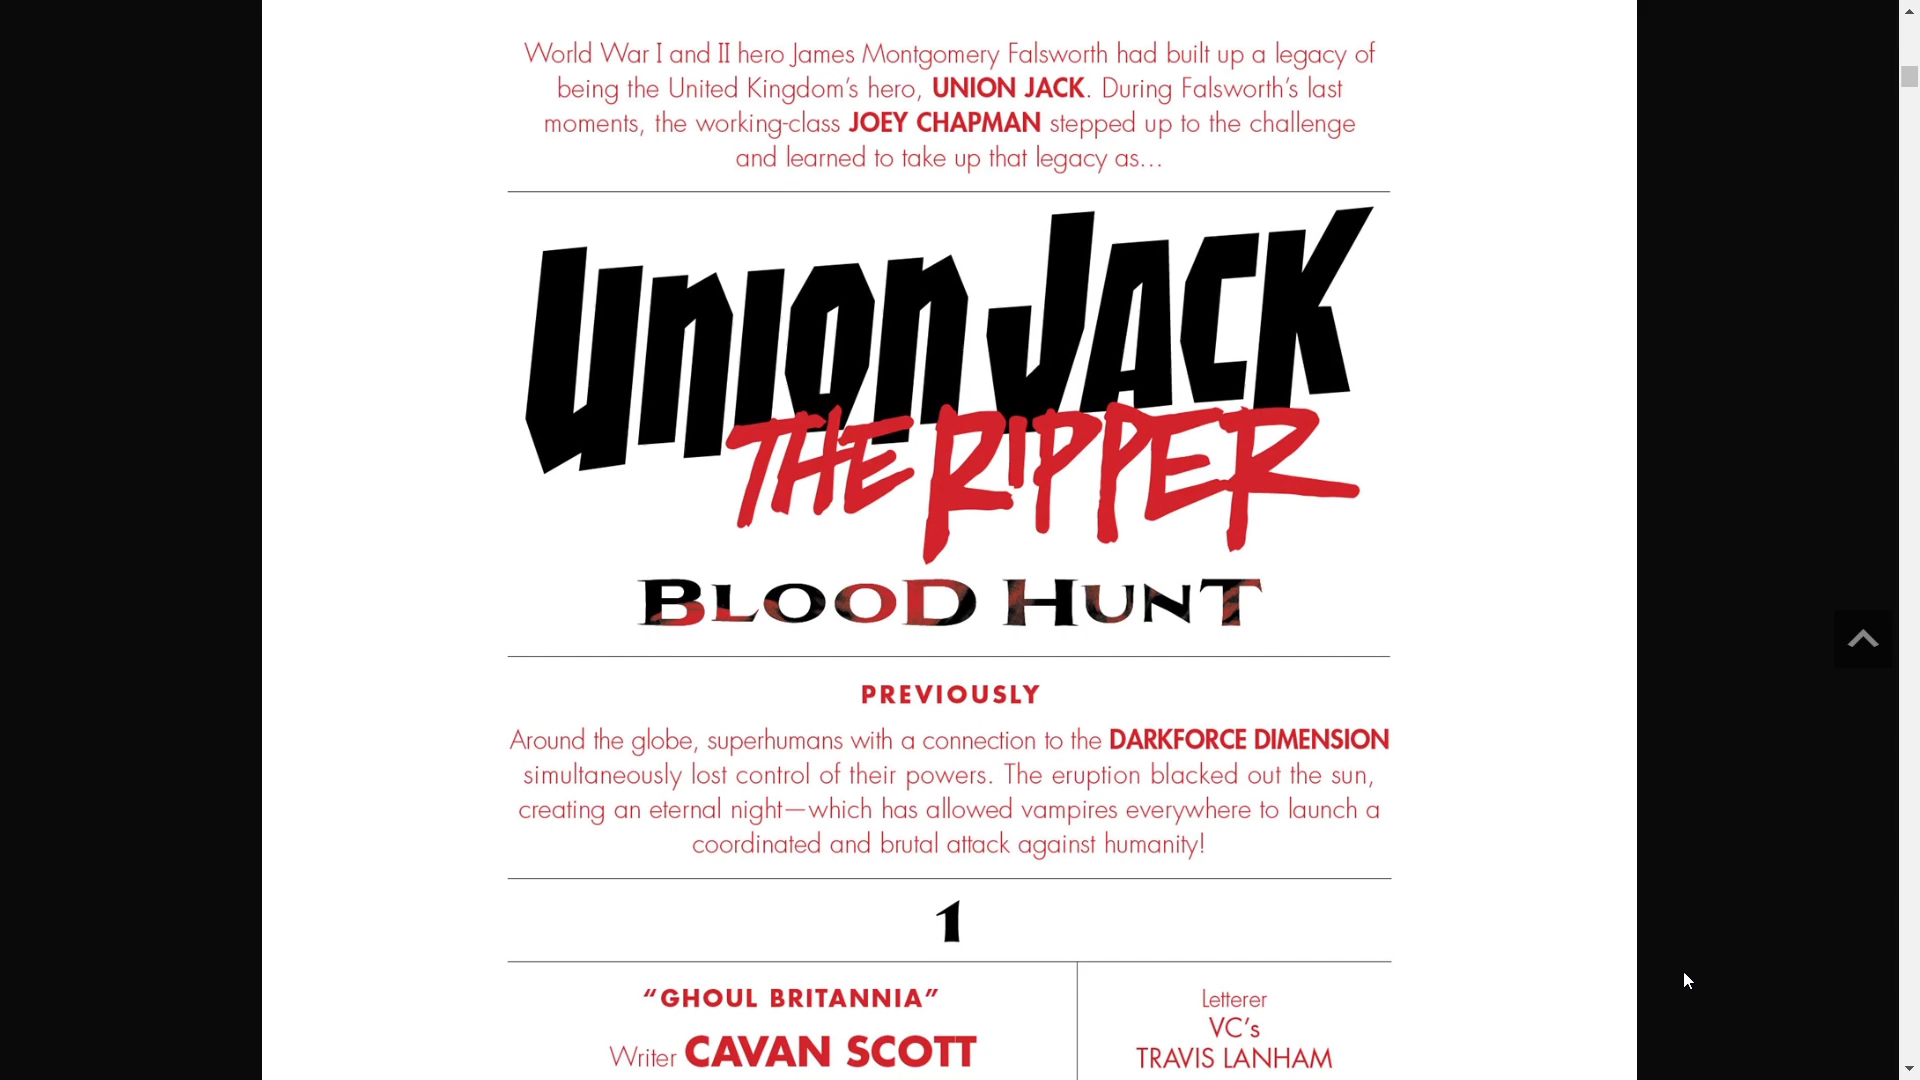 World War I and II hero James Montgomery Falsworth had built up a legacy of
being the United Kingdom’s hero, UNION JACK. During Falsworth’s last
moments, the working-class JOEY CHAPMAN stepped up to the challenge
and learned to take up that legacy as…
UNION JACK
THE RIPPER
BLOOD HUNT
PREVIOUSLY
Around the globe, superhumans with a connection to the DARKFORCE DIMENSION
simultaneously lost control of their powers. The eruption blacked out the sun,
creating an eternal night—which has allowed vampires everywhere to launch a
coordinated and brutal attack against humanity!
1
“GHOUL BRITANNIA”
Writer CAVAN SCOTT
Letterer
VC’s
TRAVIS LANHAM